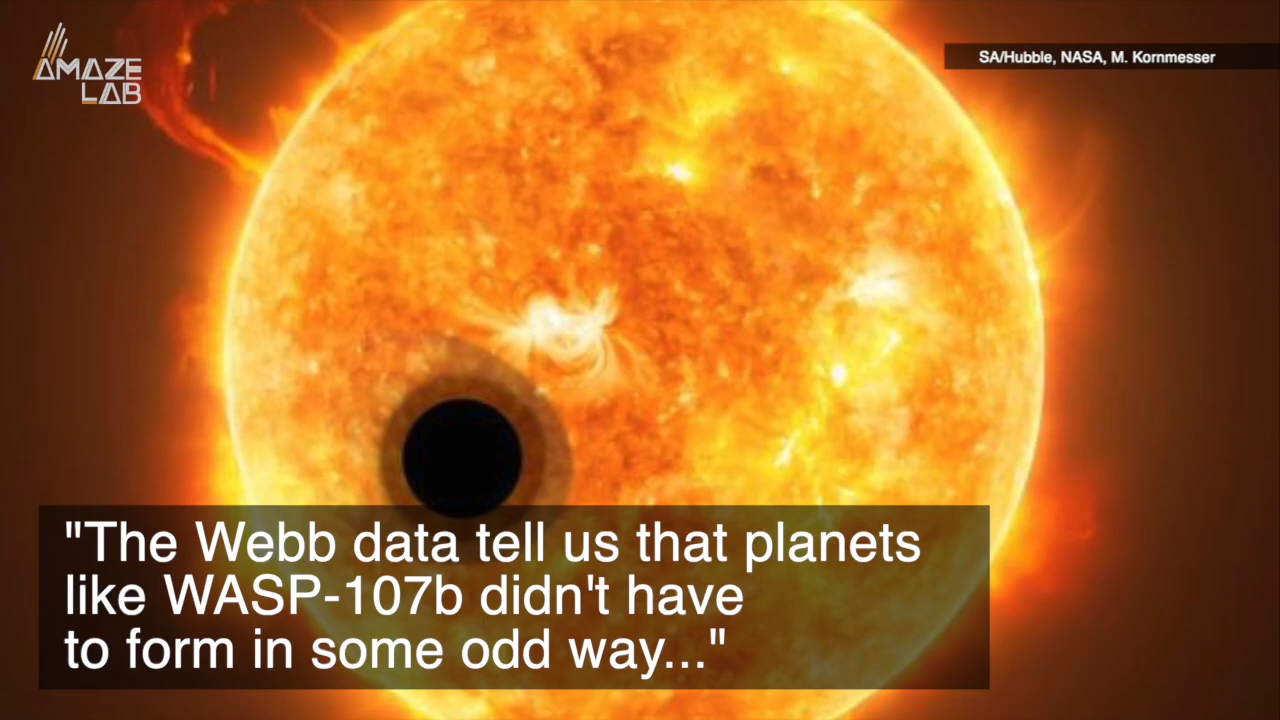 AMAZE
LAB
SA/Hubble, NASA, M. Kornmesser
"The Webb data tell us that planets
like WASP-107b didn't have
to form in some odd way..."